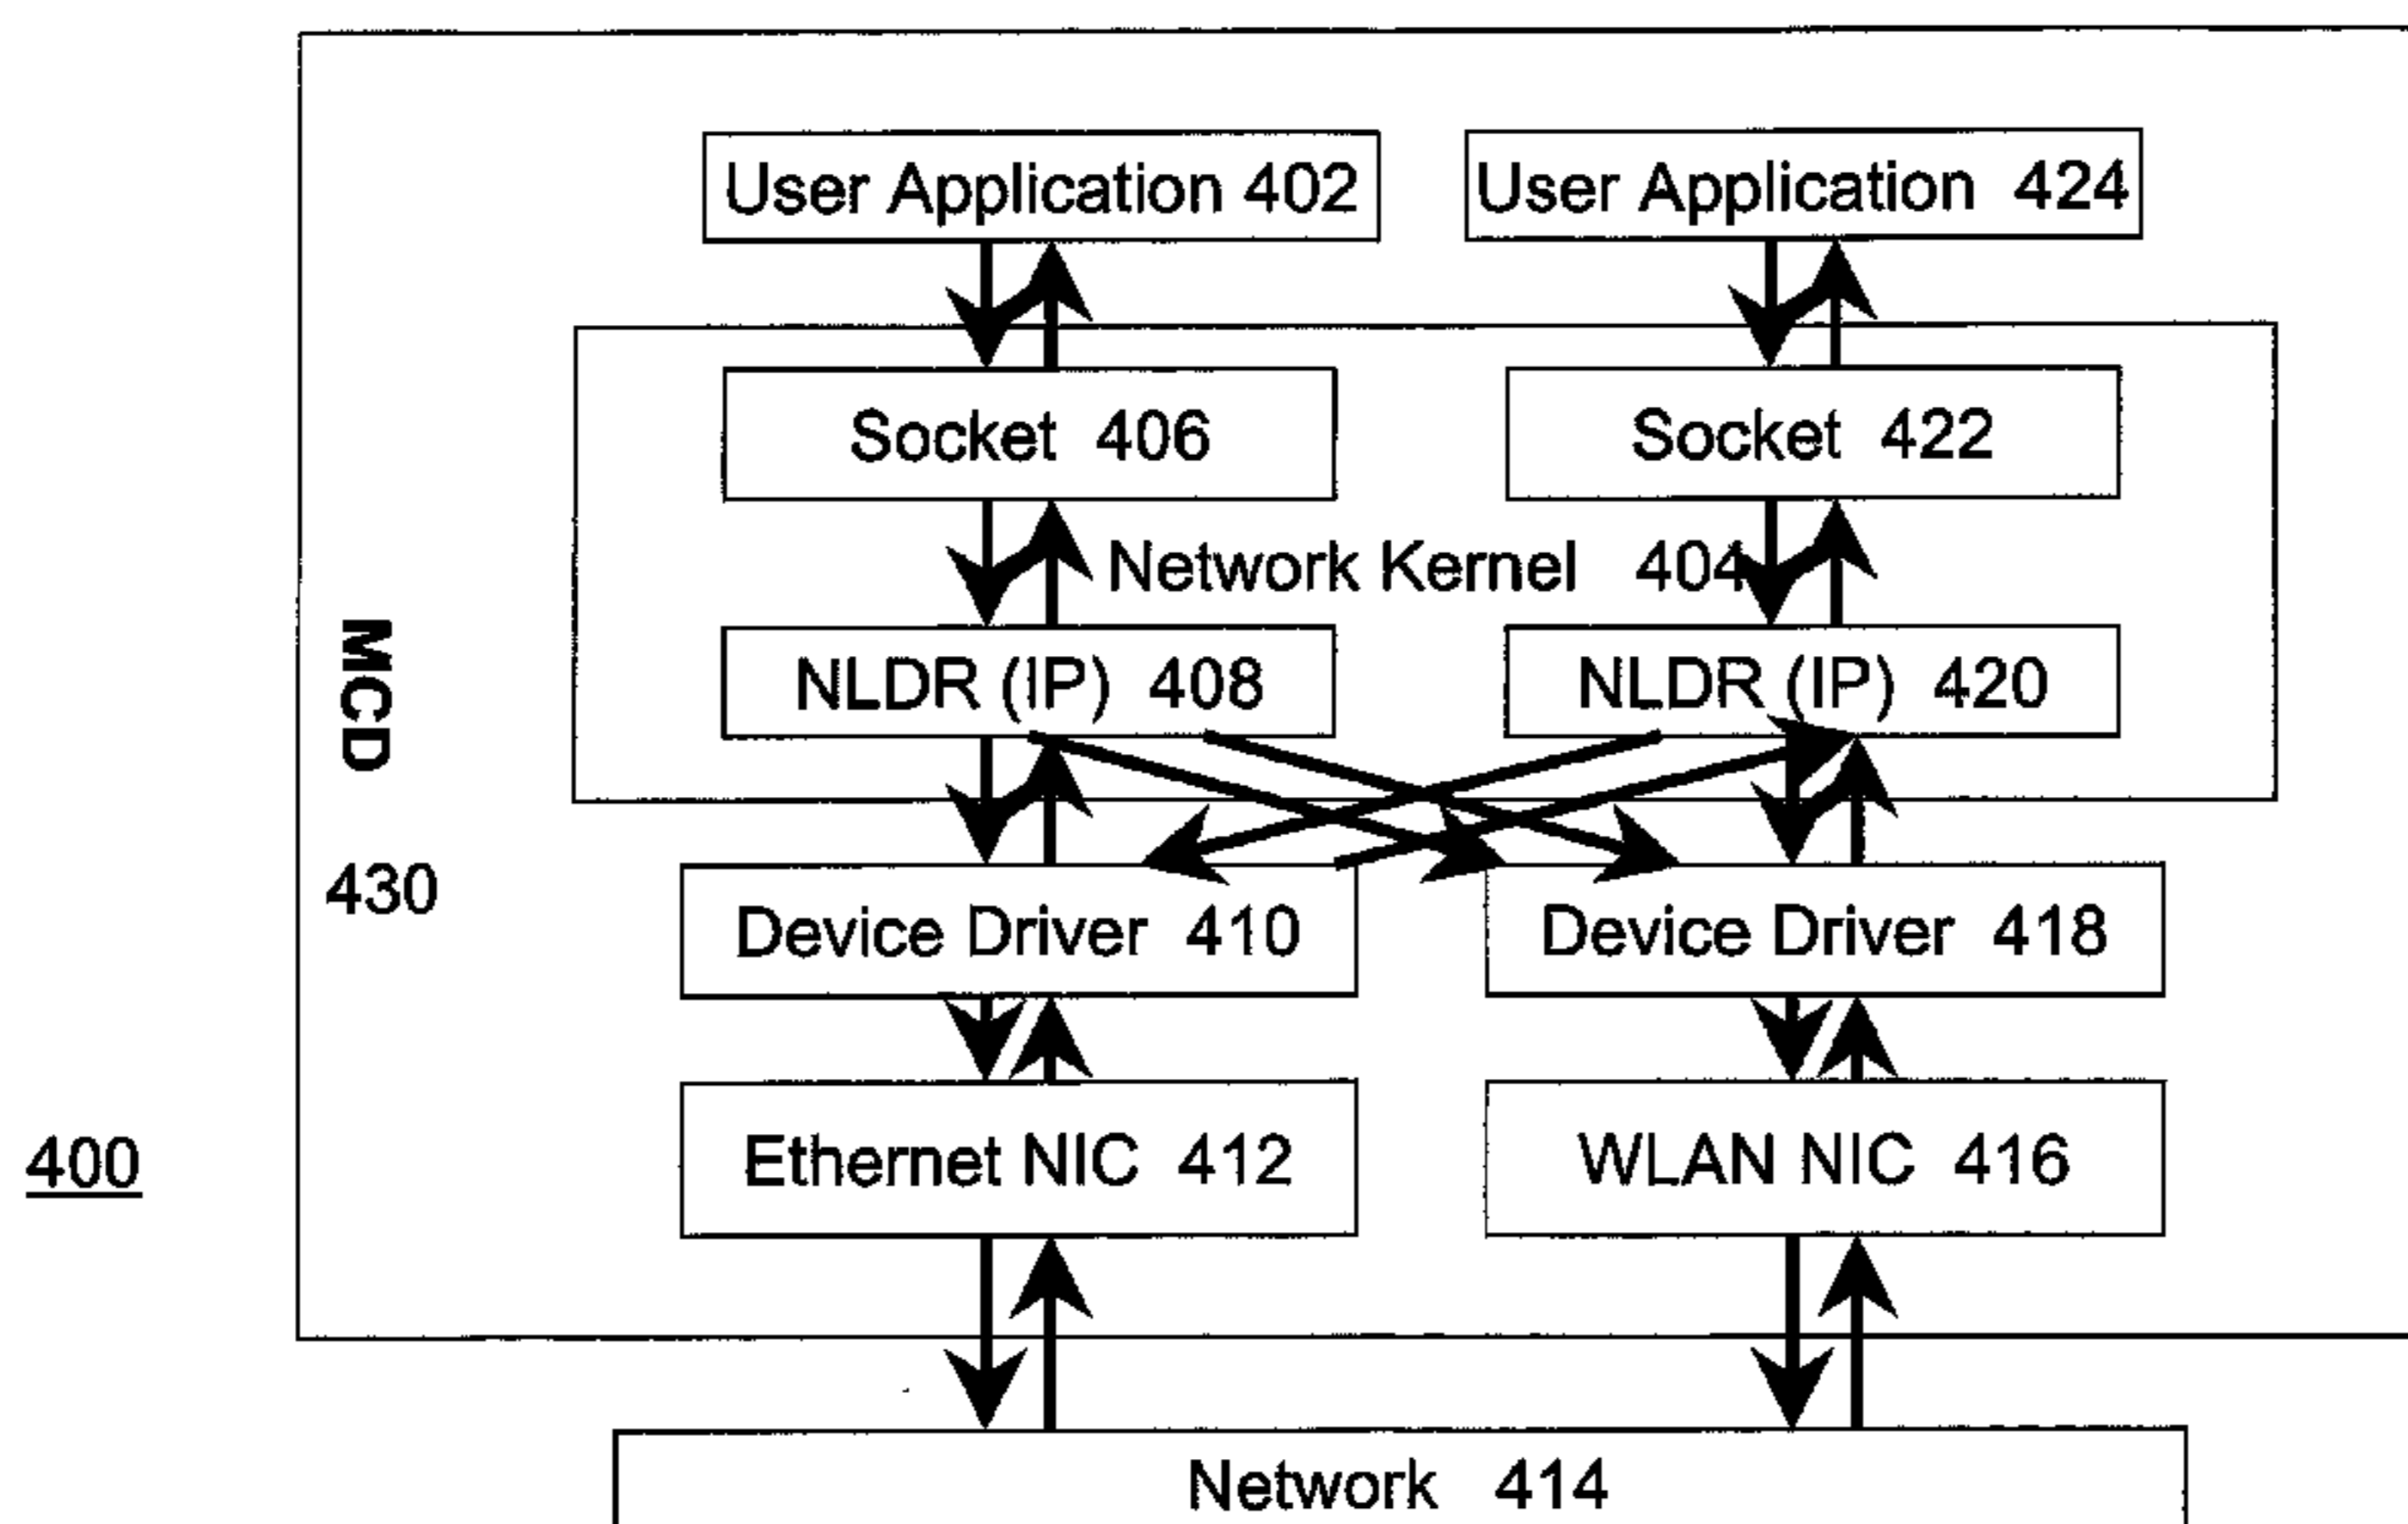 User Application 402
User Application 424
Socket 406
Socket 422
Network Kernel 404
NLDR (IP) 408
NLDR (IP) 420
MCD
430
Device Driver 410
Device Driver 418
400
Ethernet NIC 412
WLAN NIC 416
Network 414